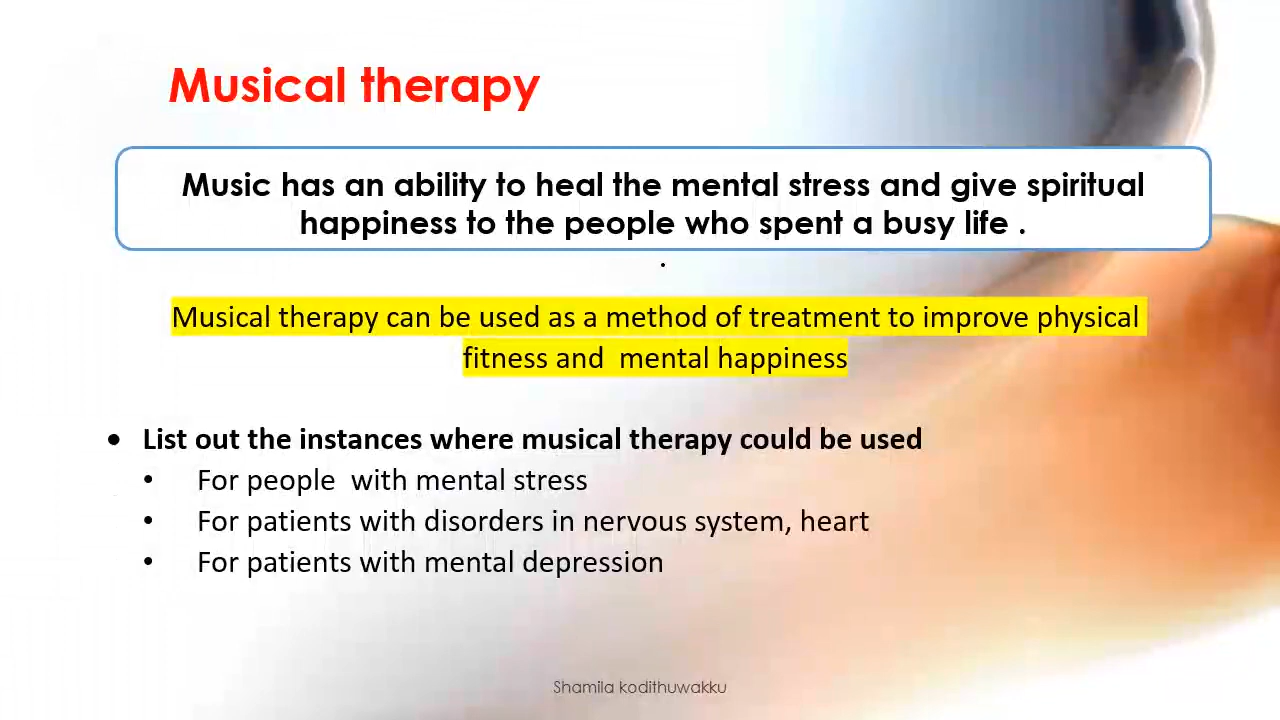 Musical therapy
Music has an ability to heal the mental stress and give spiritual
happiness to the people who spent a busy life .
.
Musical therapy can be used as a method of treatment to improve physical
fitness and  mental happiness
• List out the instances where musical therapy could be used
• For people  with mental stress
• For patients with disorders in nervous system, heart
• For patients with mental depression
Shamila kodithuwakku